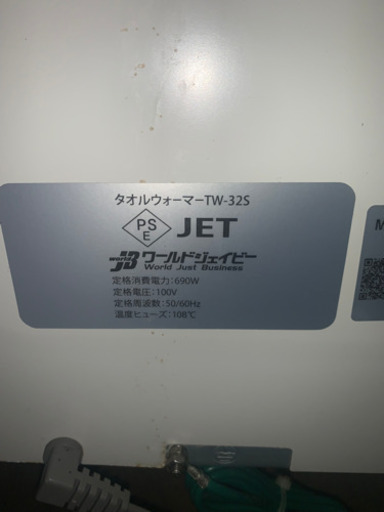 タオルウォーマーTW-32S
PS
E
JET
JB ワールドジェイビー
World Just Business
定格消費電力:690W
定格電圧:100V
定格周波数:50/60Hz
温度ヒューズ:108℃
M